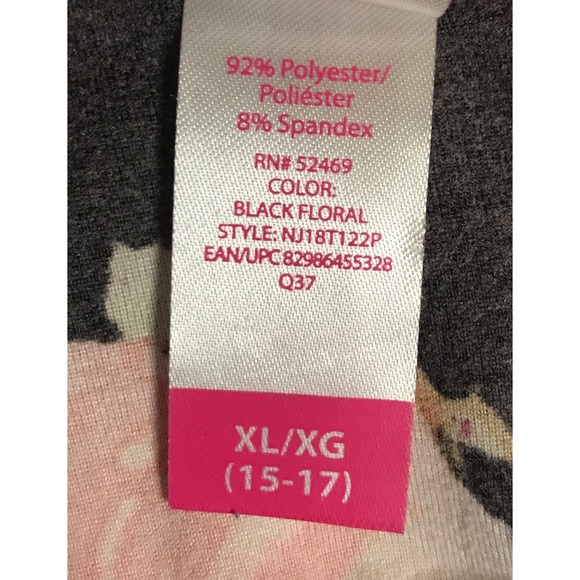 92% Polyester/
Poliéster
8% Spandex
RN# 52469
COLOR:
BLACK FLORAL
STYLE: NJ18T122P
EAN/UPC 82986455328
Q37
XL/XG
(15-17)